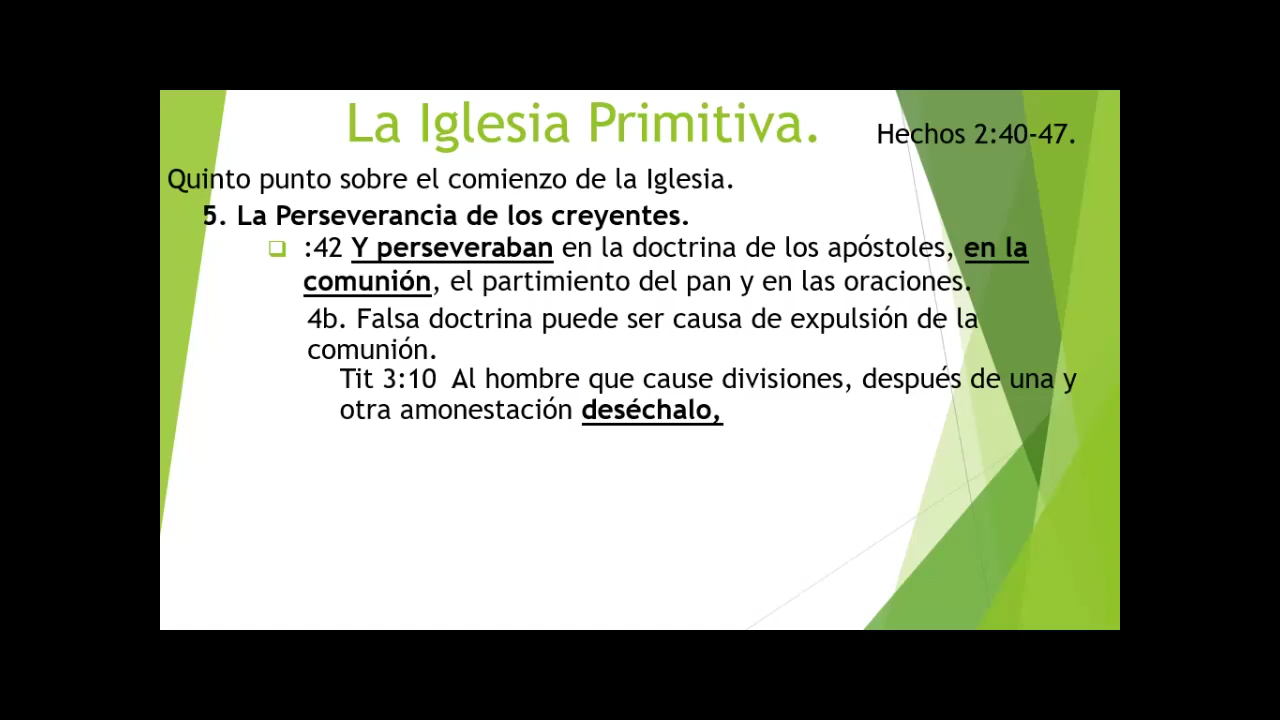 La Iglesia Primitiva.
Hechos 2:40-47.
Quinto punto sobre el comienzo de la Iglesia.
5. La Perseverancia de los creyentes.
:42 Y perseveraban en la doctrina de los apóstoles, en la
comunión, el partimiento del pan y en las oraciones.
4b. Falsa doctrina puede ser causa de expulsión de la
comunión.
Tit 3:10 Al hombre que cause divisiones, después de una y
otra amonestación deséchalo,